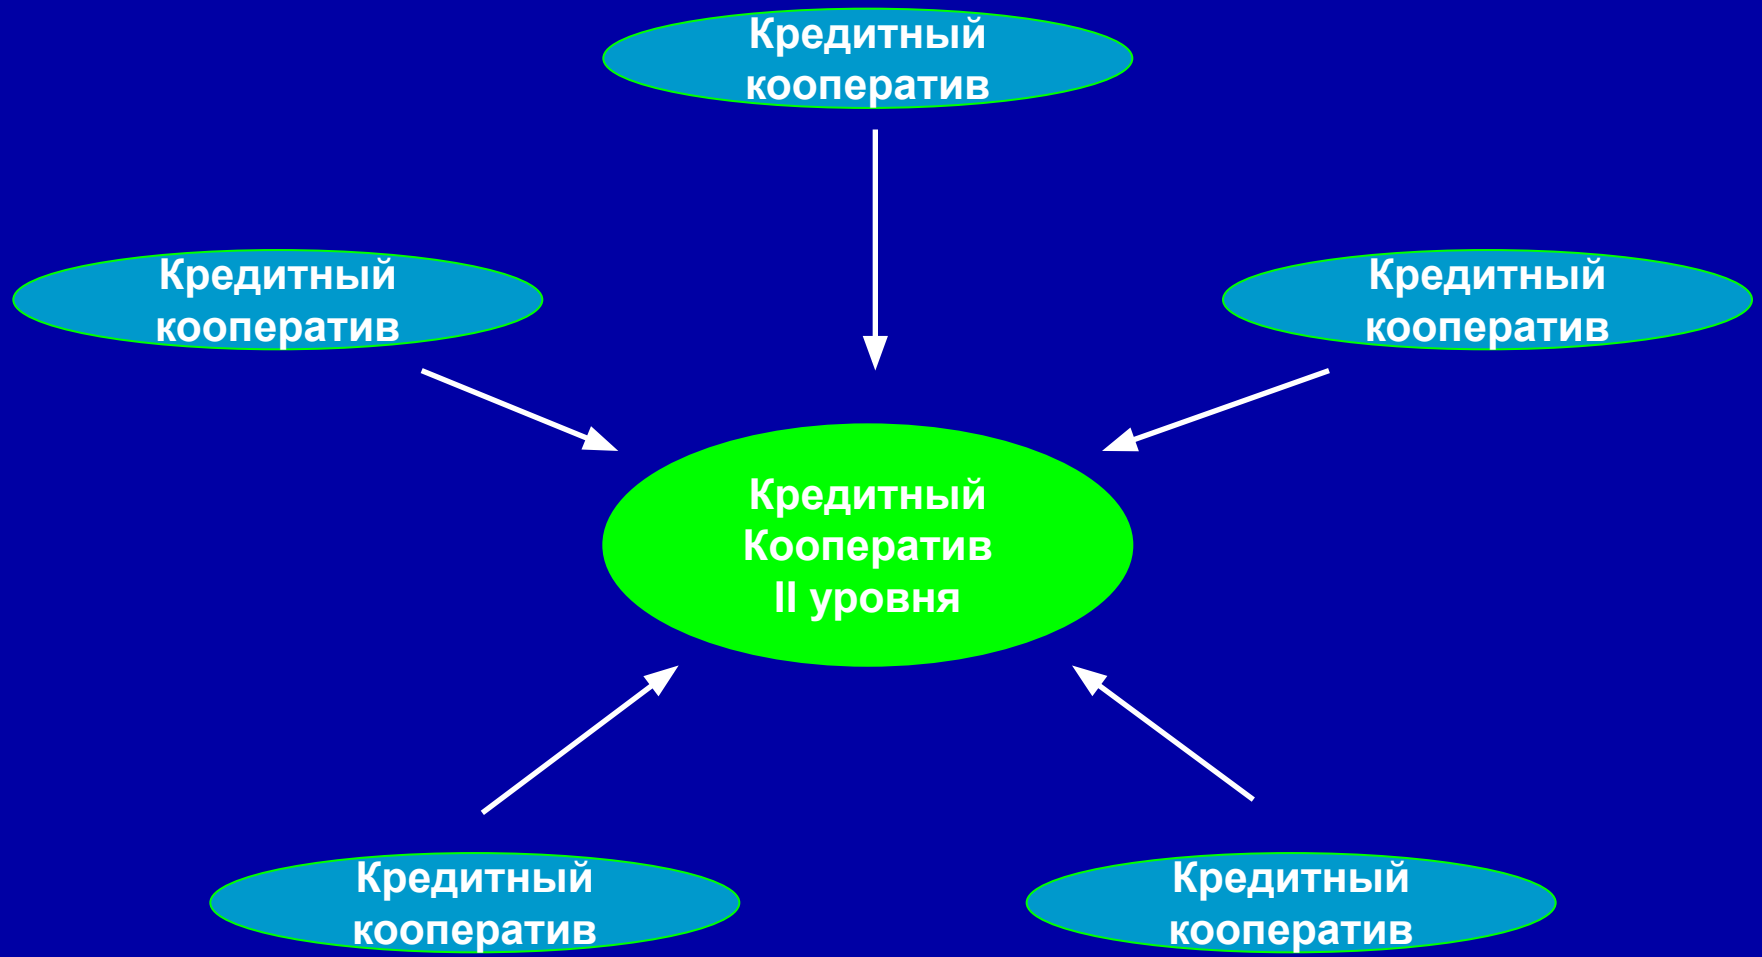 Кредитный
кооператив
Кредитный
кооператив
Кредитный
кооператив
Кредитный
Кооператив
II уровня
Кредитный
кооператив
Кредитный
кооператив